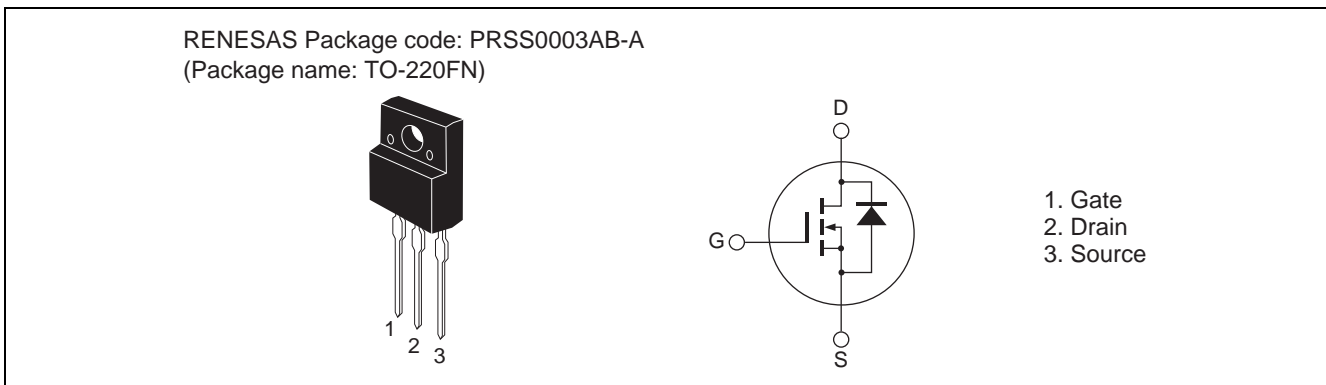 RENESAS Package code: PRSS0003AB-A
(Package name: TO-220FN)
1
2
3
D
G
S
1. Gate
2. Drain
3. Source